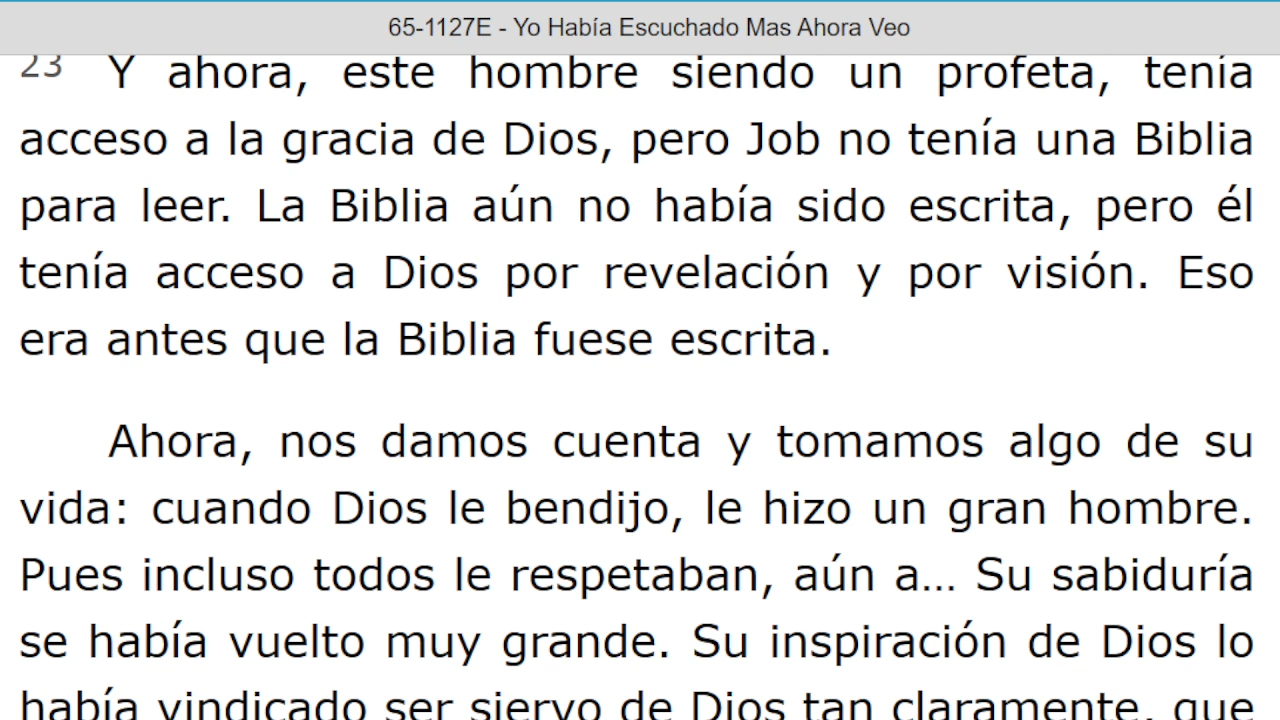 65-1127E - Yo Había Escuchado Mas Ahora Veo
23 Y ahora, este hombre siendo un profeta, tenía
acceso a la gracia de Dios, pero Job no tenía una Biblia
para leer. La Biblia aún no había sido escrita, pero él
tenía acceso a Dios por revelación y por visión. Eso
era antes que la Biblia fuese escrita.
Ahora, nos damos cuenta y tomamos algo de su
vida: cuando Dios le bendijo, le hizo un gran hombre.
Pues incluso todos le respetaban, aún a... Su sabiduría
se había vuelto muy grande. Su inspiración de Dios lo
había vindicado ser siervo de Dios tan claramente, que